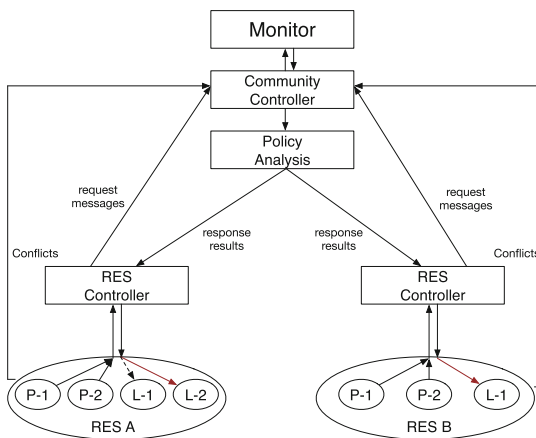 Monitor
Community
Controller
Policy
Analysis
request
messages
request
messages
response
results
response
results
Conflicts
Conflicts
RES
Controller
RES
Controller
P-1
P-2
L-1
L-2
P-1
P-2
L-1
RES A
RES B